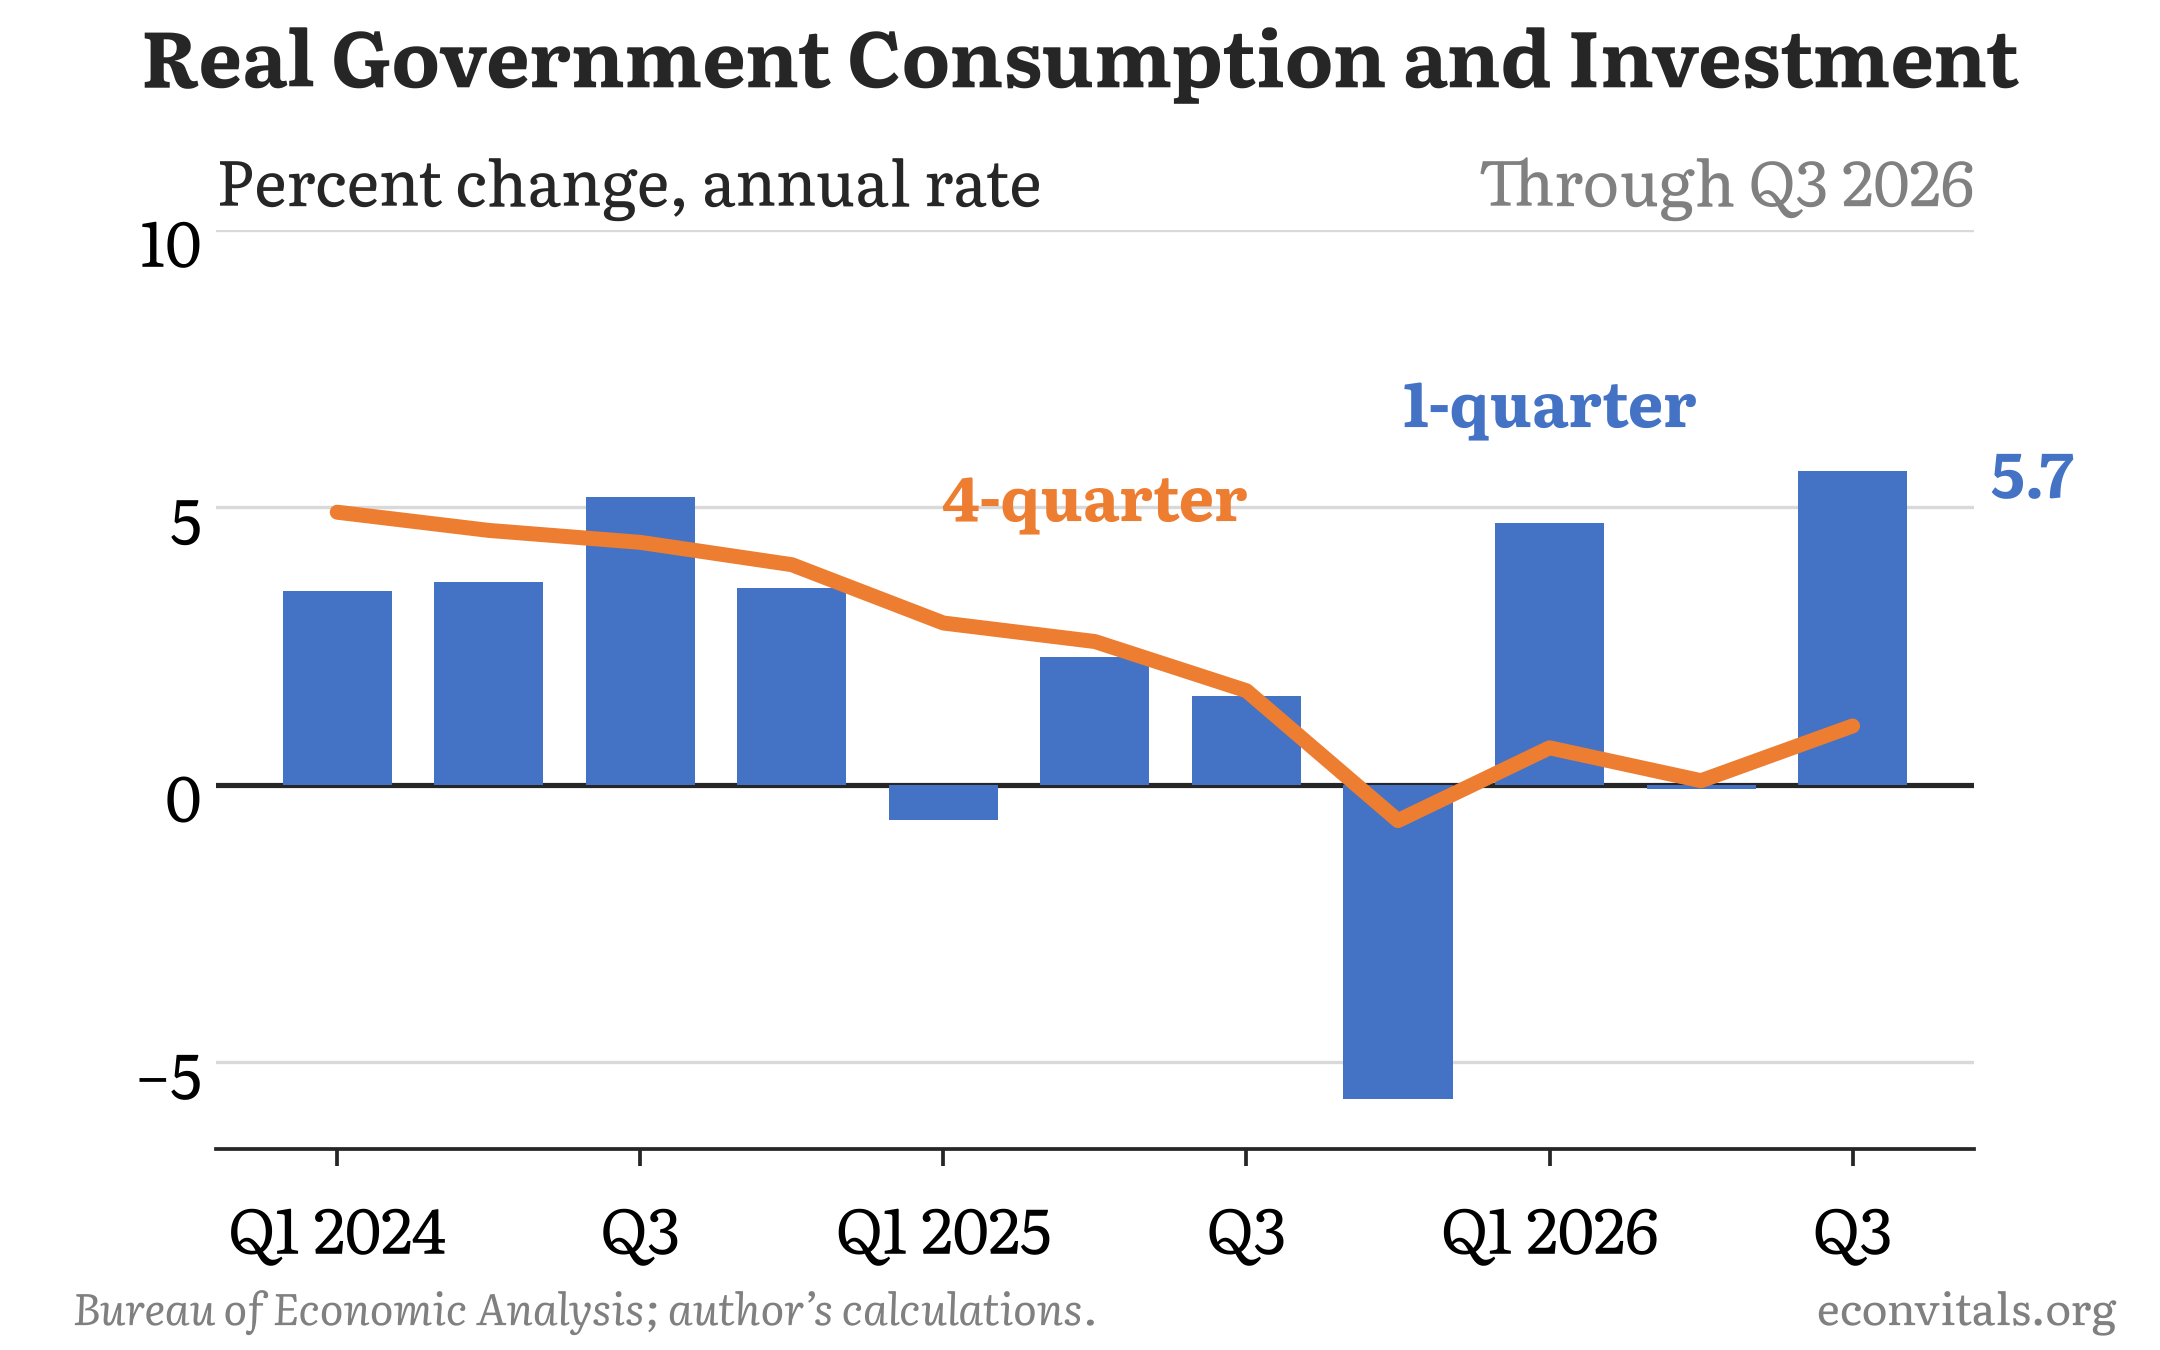 Real Government Consumption and Investment
Percent change, annual rate
Through Q3 2026
10
1-quarter
5.7
4-quarter
5
0
−5
Q1 2024 Q3 Q1 2025 Q3 Q1 2026 Q3
Bureau of Economic Analysis; author’s calculations.
econvitals.org